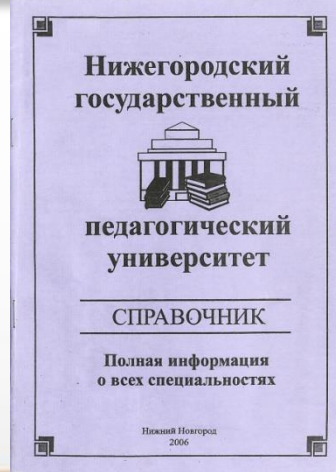 Нижегородский
государственный
педагогический
университет
СПРАВОЧНИК
Полная информация
о всех специальностях
Нижний Новгород
2006